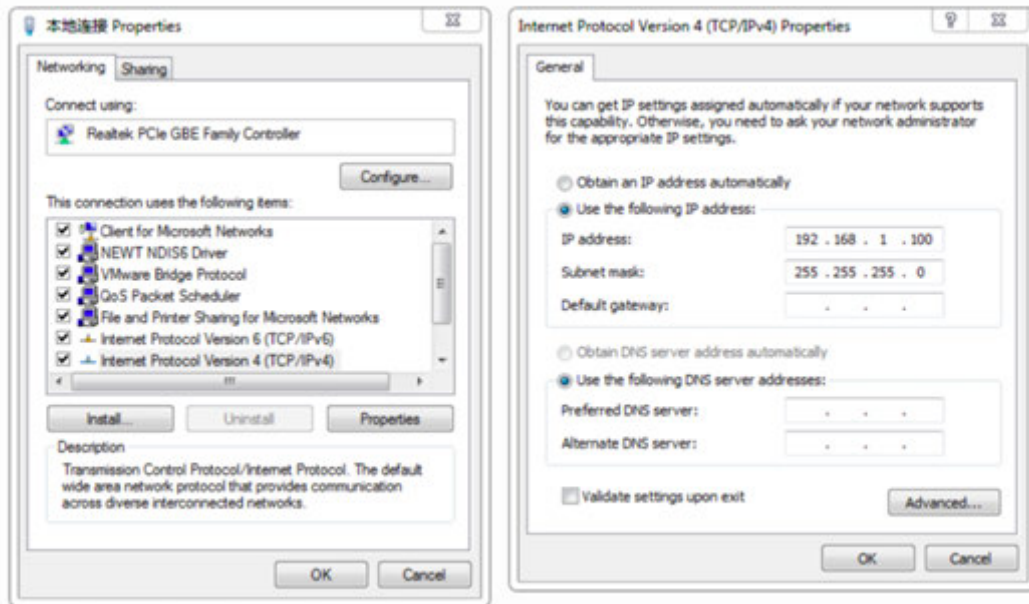 本地连接 Properties
Networking
Sharing
Connect using:
Realtek PCIe GBE Family Controller
Configure...
This connection uses the following items:
Client for Microsoft Networks
NEWT NDIS6 Driver
VMware Bridge Protocol
QoS Packet Scheduler
File and Printer Sharing for Microsoft Networks
Internet Protocol Version 6 (TCP/IPv6)
Internet Protocol Version 4 (TCP/IPv4)
Install...
Uninstall
Properties
Description
Transmission Control Protocol/Internet Protocol. The default
wide area network protocol that provides communication
across diverse interconnected networks.
OK
Cancel
Internet Protocol Version 4 (TCP/IPv4) Properties
General
You can get IP settings assigned automatically if your network supports
this capability. Otherwise, you need to ask your network administrator
for the appropriate IP settings.
Obtain an IP address automatically
Use the following IP address:
IP address: 192 . 168 . 1 . 100
Subnet mask: 255 . 255 . 255 . 0
Default gateway: . . .
Obtain DNS server address automatically
Use the following DNS server addresses:
Preferred DNS server: . . .
Alternate DNS server: . . .
Validate settings upon exit
Advanced...
OK
Cancel